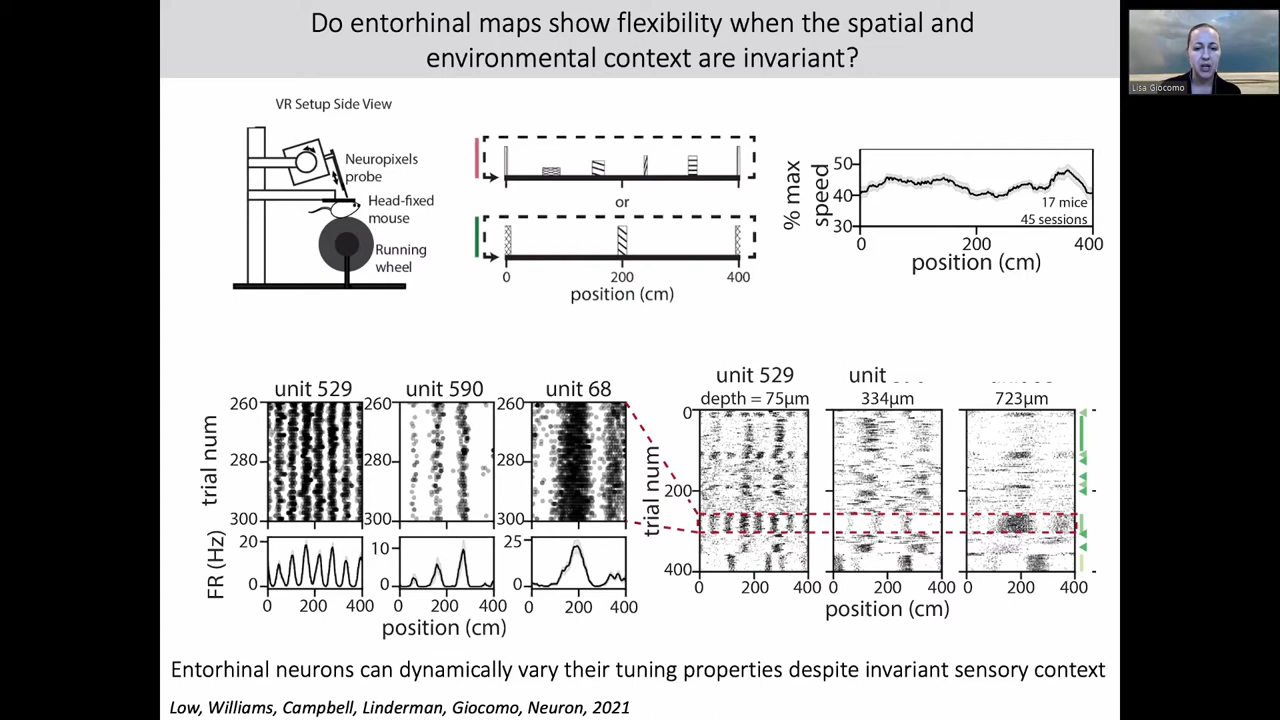 Do entorhinal maps show flexibility when the spatial and
environmental context are invariant?
Lisa Giocomo
VR Setup Side View
Neuropixels
probe
Head-fixed
mouse
Running
wheel
or
0 200 400
position (cm)
% max
speed
50
40
30
17 mice
45 sessions
0 200 400
position (cm)
unit 529
unit 590
unit 68
trial num
260
280
300
260
280
300
260
280
300
FR (Hz)
20
0
10
0
25
0
0 200 400
0 200 400
0 200 400
position (cm)
unit 529
depth = 75μm
unit
334μm
723μm
trial num
0
200
400
0 200 400
0 200 400
0 200 400
position (cm)
Entorhinal neurons can dynamically vary their tuning properties despite invariant sensory context
Low, Williams, Campbell, Linderman, Giocomo, Neuron, 2021